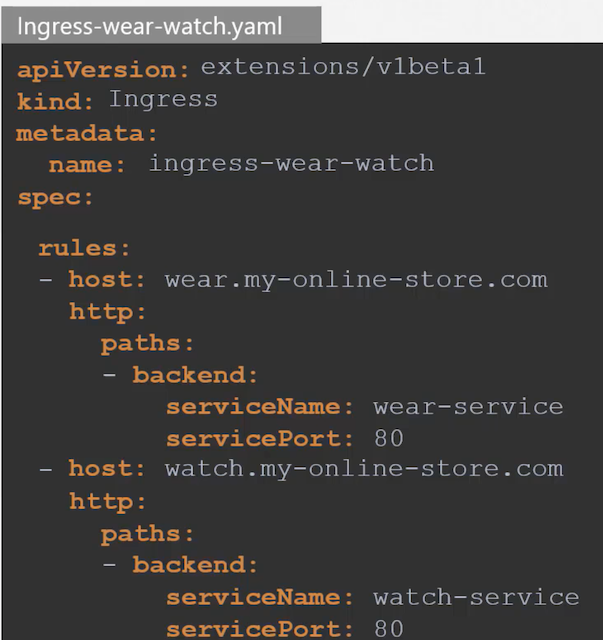 Ingress-wear-watch.yaml
apiVersion: extensions/v1beta1
kind: Ingress
metadata:
  name: ingress-wear-watch
spec:
  rules:
  - host: wear.my-online-store.com
    http:
      paths:
      - backend:
          serviceName: wear-service
          servicePort: 80
  - host: watch.my-online-store.com
    http:
      paths:
      - backend:
          serviceName: watch-service
          servicePort: 80